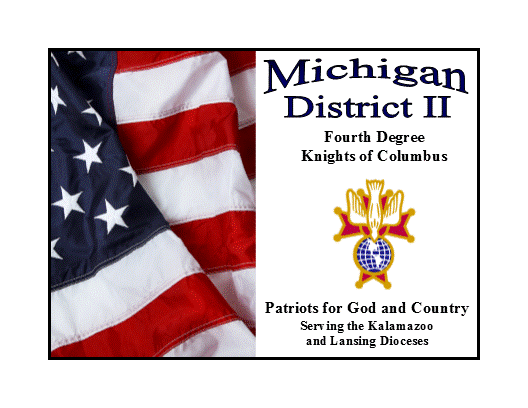 Michigan
District II
Fourth Degree
Knights of Columbus
Patriots for God and Country
Serving the Kalamazoo
and Lansing Dioceses